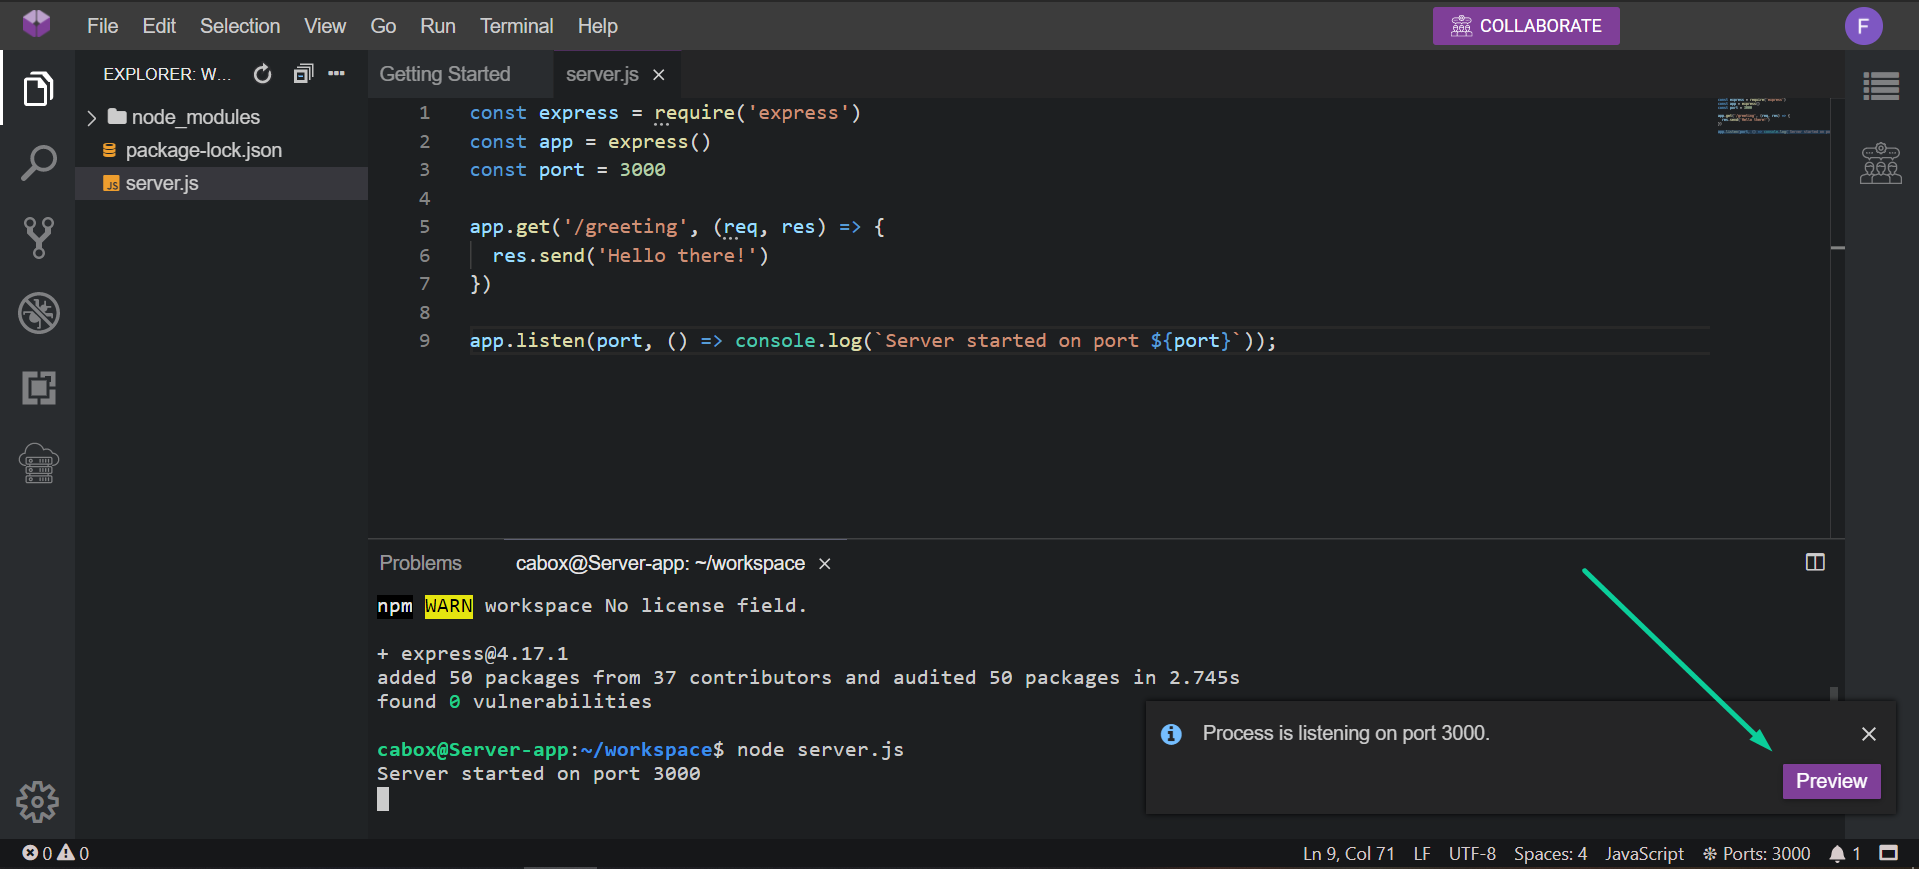 File Edit Selection View Go Run Terminal Help
COLLABORATE
F
EXPLORER: W...
node_modules
package-lock.json
JS server.js
Getting Started
server.js
1 const express = require('express')
2 const app = express()
3 const port = 3000
4
5 app.get('/greeting', (req, res) => {
6 res.send('Hello there!')
7 })
8
9 app.listen(port, () => console.log(`Server started on port ${port}`));
Problems
cabox@Server-app: ~/workspace
npm WARN workspace No license field.
+ express@4.17.1
added 50 packages from 37 contributors and audited 50 packages in 2.745s
found 0 vulnerabilities
cabox@Server-app:~/workspace$ node server.js
Server started on port 3000
Process is listening on port 3000.
Preview
0 0
Ln 9, Col 71 LF UTF-8 Spaces: 4 JavaScript Ports: 3000 1